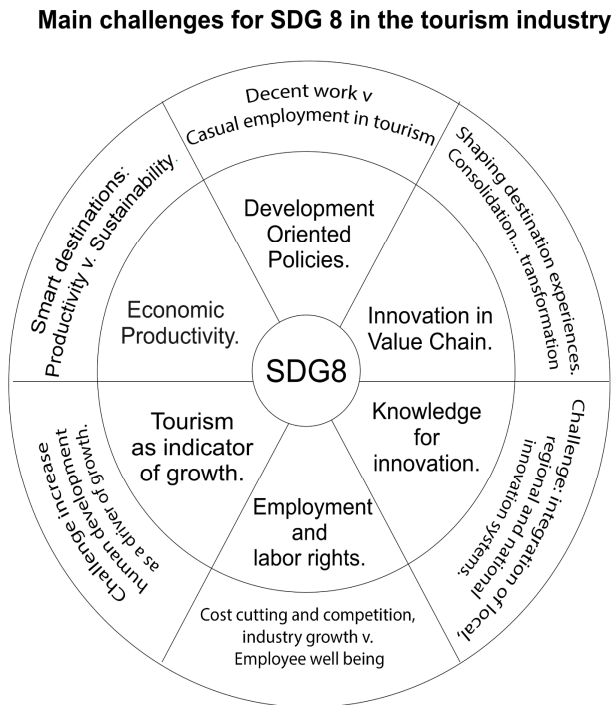 Main challenges for SDG 8 in the tourism industry
Decent work v
Casual employment in tourism
Shaping destination experiences.
Consolidation.... transformation
Challenge: integration of local,
regional and national
innovation systems.
Cost cutting and competition,
industry growth v.
Employee well being
Challenge increase
human development
as a driver of growth.
Smart destinations:
Productivity v. Sustainability.
Development
Oriented
Policies.
Innovation in
Value Chain.
Knowledge
for
innovation.
Employment
and
labor rights.
Tourism
as indicator
of growth.
Economic
Productivity.
SDG8